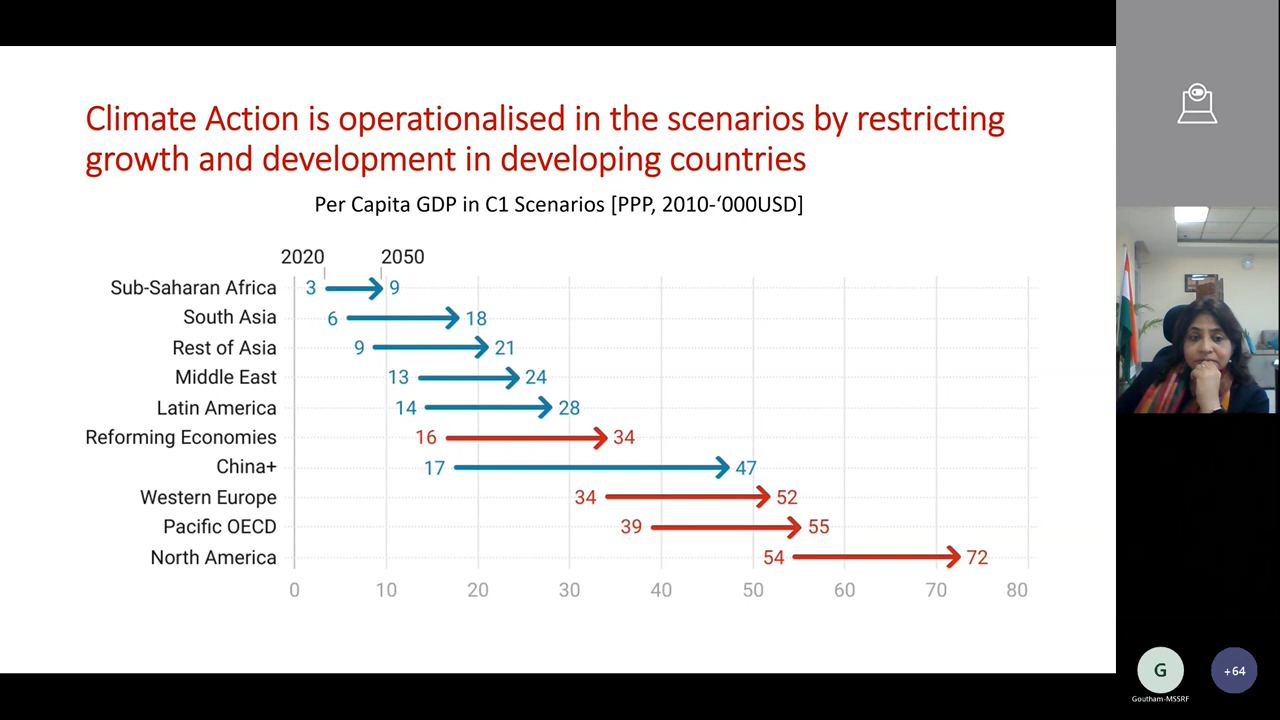 Climate Action is operationalised in the scenarios by restricting
growth and development in developing countries
Per Capita GDP in C1 Scenarios [PPP, 2010-‘000USD]
2020 2050
Sub-Saharan Africa 3 9
South Asia 6 18
Rest of Asia 9 21
Middle East 13 24
Latin America 14 28
Reforming Economies 16 34
China+ 17 47
Western Europe 34 52
Pacific OECD 39 55
North America 54 72
0 10 20 30 40 50 60 70 80
G +64
Goutham-MSSRF